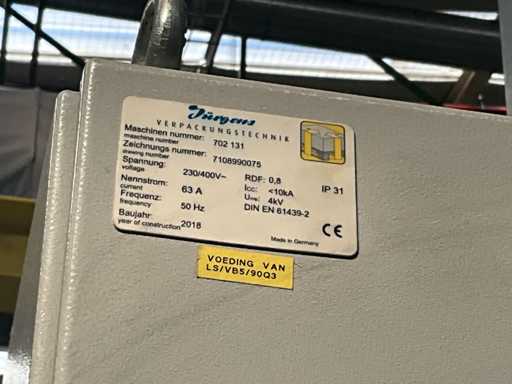 Jürgens
VERPACKUNGSTECHNIK
Maschinen nummer: 702 131
machine number
Zeichnungs nummer: 7108990075
drawing number
Spannung: 230/400V~ RDF: 0,8
voltage Icc: <10kA IP 31
Nennstrom: 63 A Uimp: 4kV
current DIN EN 61439-2
Frequenz: 50 Hz
frequency
Baujahr: 2018
year of construction
CE
Made in Germany
VOEDING VAN
LS/VB5/90Q3